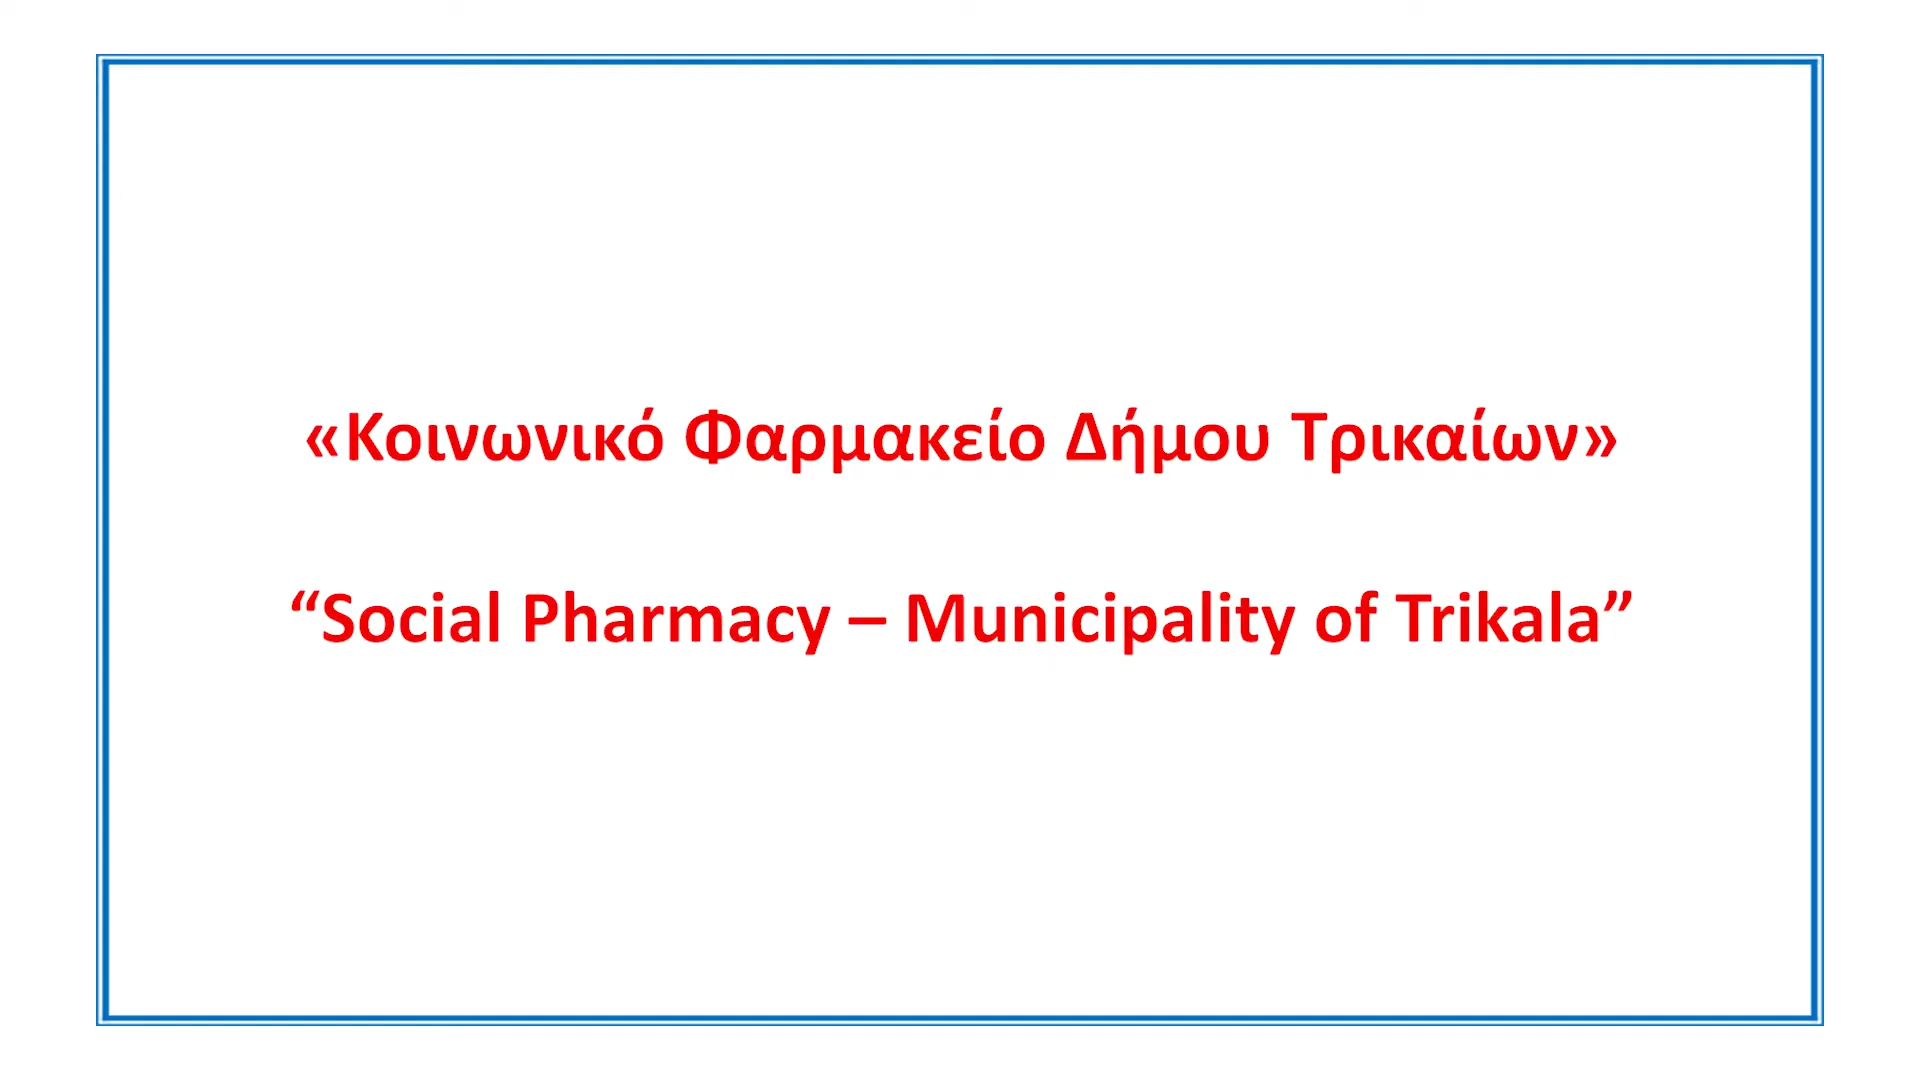 «Κοινωνικό Φαρμακείο Δήμου Τρικαίων»
“Social Pharmacy – Municipality of Trikala”